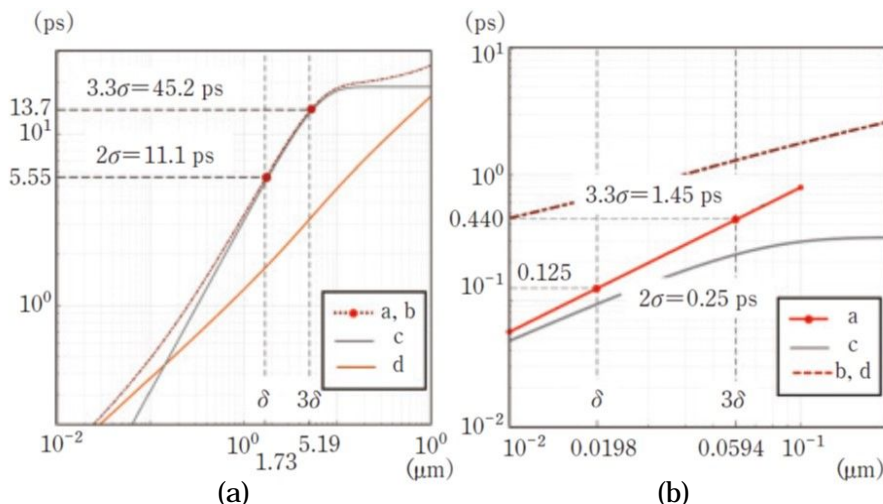 (ps)
3.3σ=45.2 ps
13.7
10¹
2σ=11.1 ps
5.55
10⁰
a, b
c
d
δ
3δ
10⁻²
10⁰
5.19
10⁰
1.73
(μm)
(a)
(ps)
10¹
10⁰
3.3σ=1.45 ps
0.440
0.125
10⁻¹
2σ=0.25 ps
a
c
b, d
δ
3δ
10⁻²
10⁻²
0.0198
0.0594
10⁻¹
(μm)
(b)